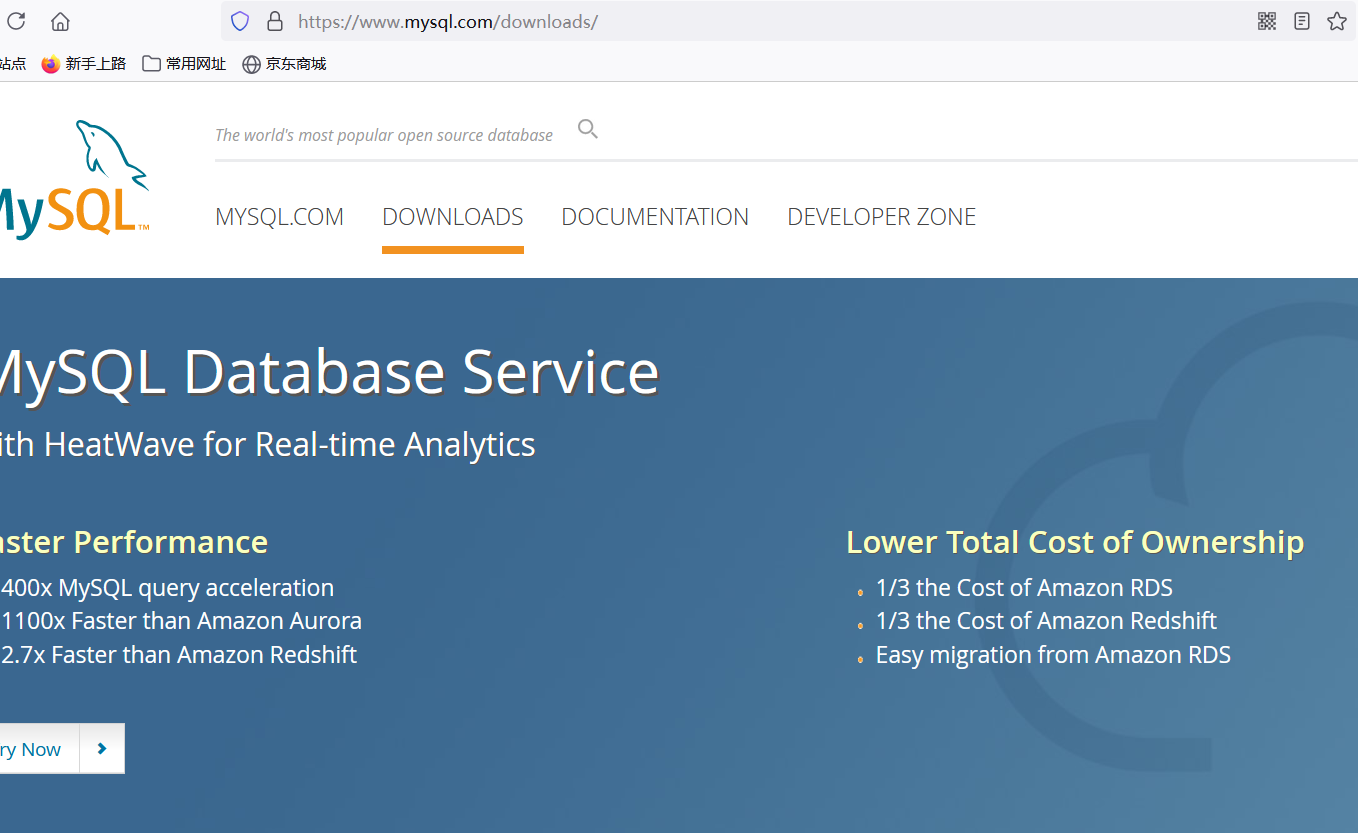 https://www.mysql.com/downloads/
站点 新手上路 常用网址 京东商城
The world's most popular open source database
MySQL™
MYSQL.COM DOWNLOADS DOCUMENTATION DEVELOPER ZONE
MySQL Database Service
ith HeatWave for Real-time Analytics
aster Performance
400x MySQL query acceleration
1100x Faster than Amazon Aurora
2.7x Faster than Amazon Redshift
Lower Total Cost of Ownership
1/3 the Cost of Amazon RDS
1/3 the Cost of Amazon Redshift
Easy migration from Amazon RDS
ry Now